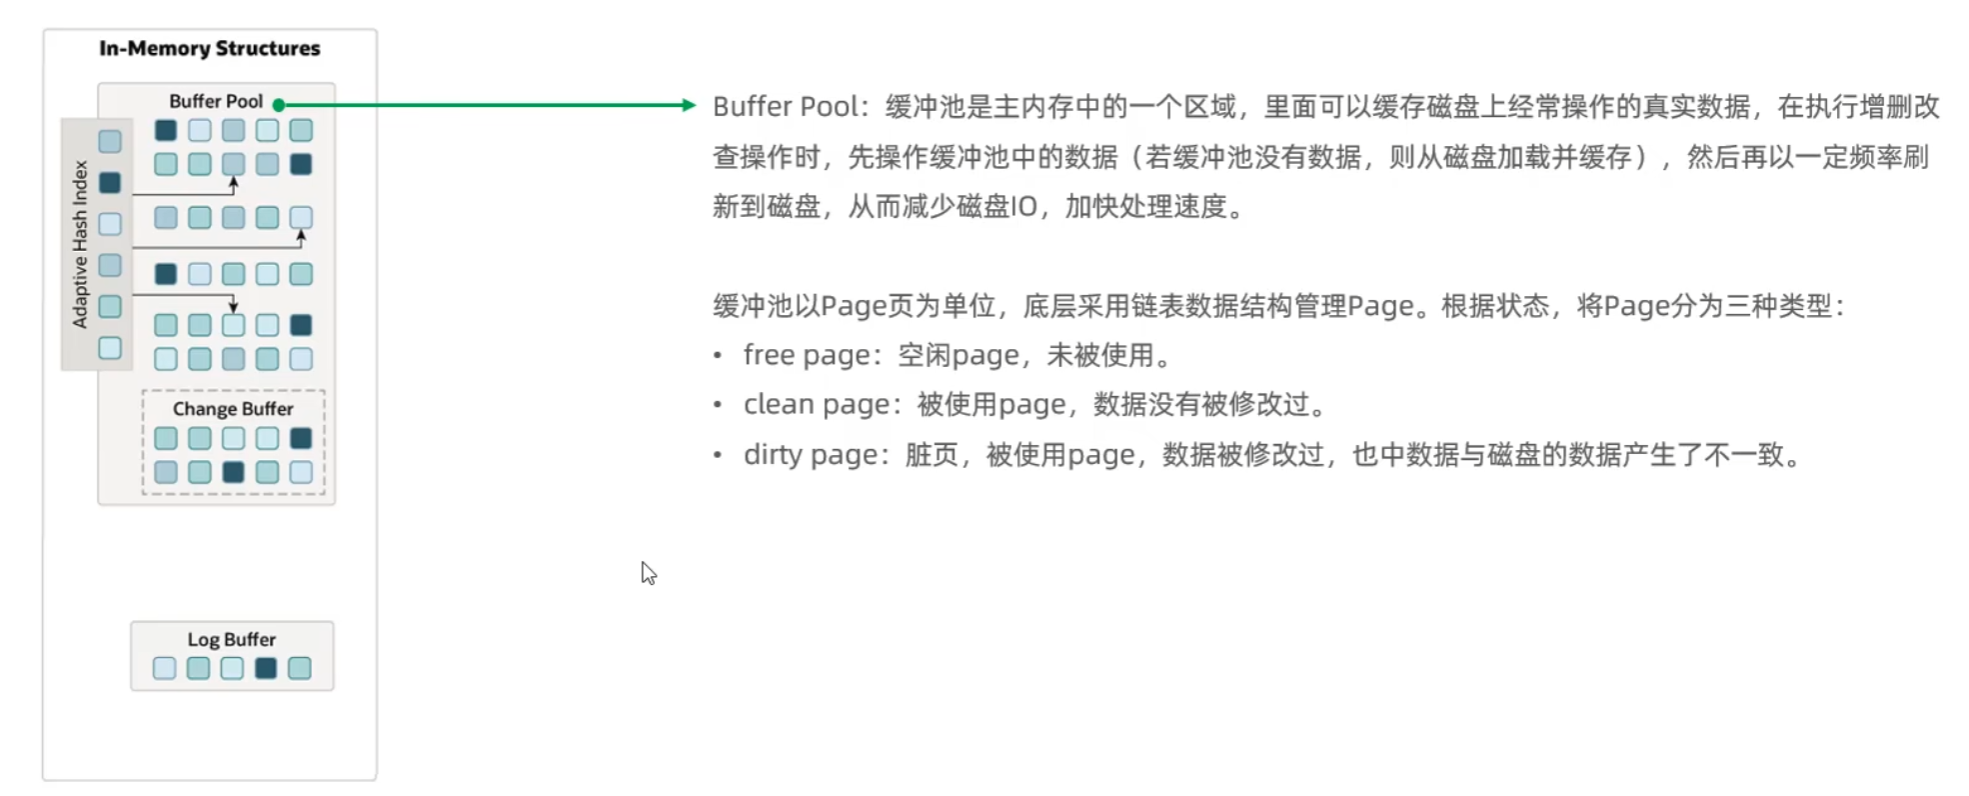 In-Memory Structures
Buffer Pool
Adaptive Hash Index
Change Buffer
Log Buffer
Buffer Pool：缓冲池是主内存中的一个区域，里面可以缓存磁盘上经常操作的真实数据，在执行增删改
查操作时，先操作缓冲池中的数据（若缓冲池没有数据，则从磁盘加载并缓存），然后再以一定频率刷
新到磁盘，从而减少磁盘IO，加快处理速度。
缓冲池以Page页为单位，底层采用链表数据结构管理Page。根据状态，将Page分为三种类型：
• free page：空闲page，未被使用。
• clean page：被使用page，数据没有被修改过。
• dirty page：脏页，被使用page，数据被修改过，也中数据与磁盘的数据产生了不一致。